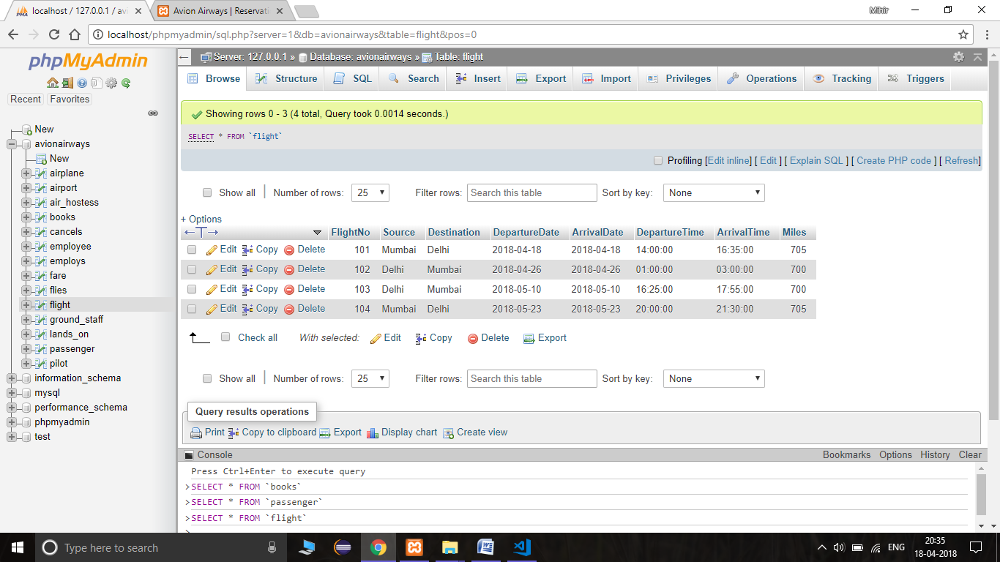 localhost / 127.0.0.1 / avi
Avion Airways | Reservati
Mihir
localhost/phpmyadmin/sql.php?server=1&db=avionairways&table=flight&pos=0
phpMyAdmin
Recent Favorites
New
avionairways
New
airplane
airport
air_hostess
books
cancels
employee
employs
fare
flies
flight
ground_staff
lands_on
passenger
pilot
information_schema
mysql
performance_schema
phpmyadmin
test
Server: 127.0.0.1 » Database: avionairways » Table: flight
Browse Structure SQL Search Insert Export Import Privileges Operations Tracking Triggers
Showing rows 0 - 3 (4 total, Query took 0.0014 seconds.)
SELECT * FROM `flight`
Profiling [Edit inline] [ Edit ] [ Explain SQL ] [ Create PHP code ] [ Refresh]
Show all | Number of rows: 25 Filter rows: Search this table Sort by key: None
+ Options
←T→ FlightNo Source Destination DepartureDate ArrivalDate DepartureTime ArrivalTime Miles
Edit Copy Delete 101 Mumbai Delhi 2018-04-18 2018-04-18 14:00:00 16:35:00 705
Edit Copy Delete 102 Delhi Mumbai 2018-04-26 2018-04-26 01:00:00 03:00:00 700
Edit Copy Delete 103 Delhi Mumbai 2018-05-10 2018-05-10 16:25:00 17:55:00 700
Edit Copy Delete 104 Mumbai Delhi 2018-05-23 2018-05-23 20:00:00 21:30:00 705
Check all With selected: Edit Copy Delete Export
Show all | Number of rows: 25 Filter rows: Search this table Sort by key: None
Query results operations
Print Copy to clipboard Export Display chart Create view
Console Bookmarks Options History Clear
Press Ctrl+Enter to execute query
>SELECT * FROM `books`
>SELECT * FROM `passenger`
>SELECT * FROM `flight`
>
Type here to search
ENG
20:35
18-04-2018